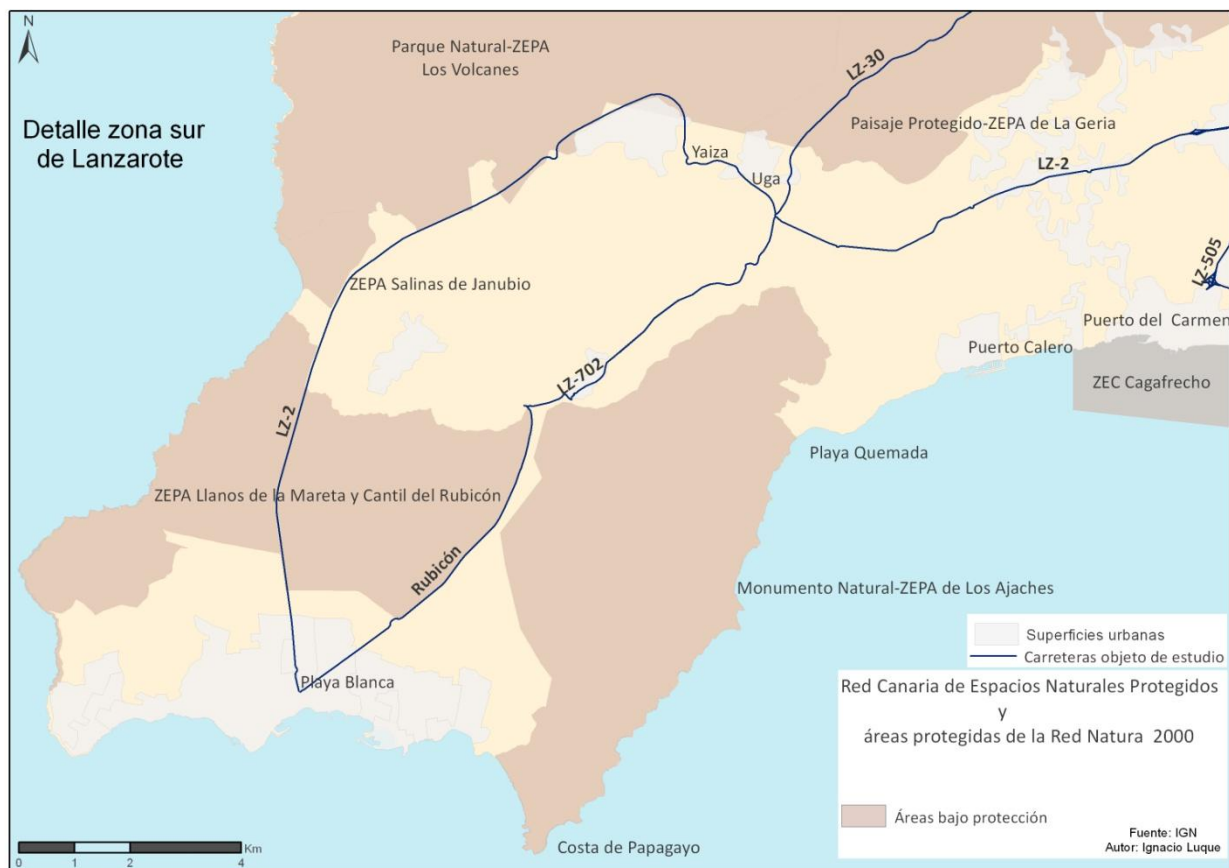 N
Parque Natural-ZEPA
Los Volcanes
LZ-30
Detalle zona sur
de Lanzarote
Paisaje Protegido-ZEPA de La Geria
Yaiza
LZ-2
Uga
LZ-505
ZEPA Salinas de Janubio
Puerto del Carmen
Puerto Calero
LZ-702
ZEC Cagafrecho
LZ-2
Playa Quemada
ZEPA Llanos de la Mareta y Cantil del Rubicón
Rubicón
Monumento Natural-ZEPA de Los Ajaches
Superficies urbanas
Carreteras objeto de estudio
Playa Blanca
Red Canaria de Espacios Naturales Protegidos
y
áreas protegidas de la Red Natura 2000
Áreas bajo protección
Fuente: IGN
Autor: Ignacio Luque
Costa de Papagayo
Km
0 1 2 4